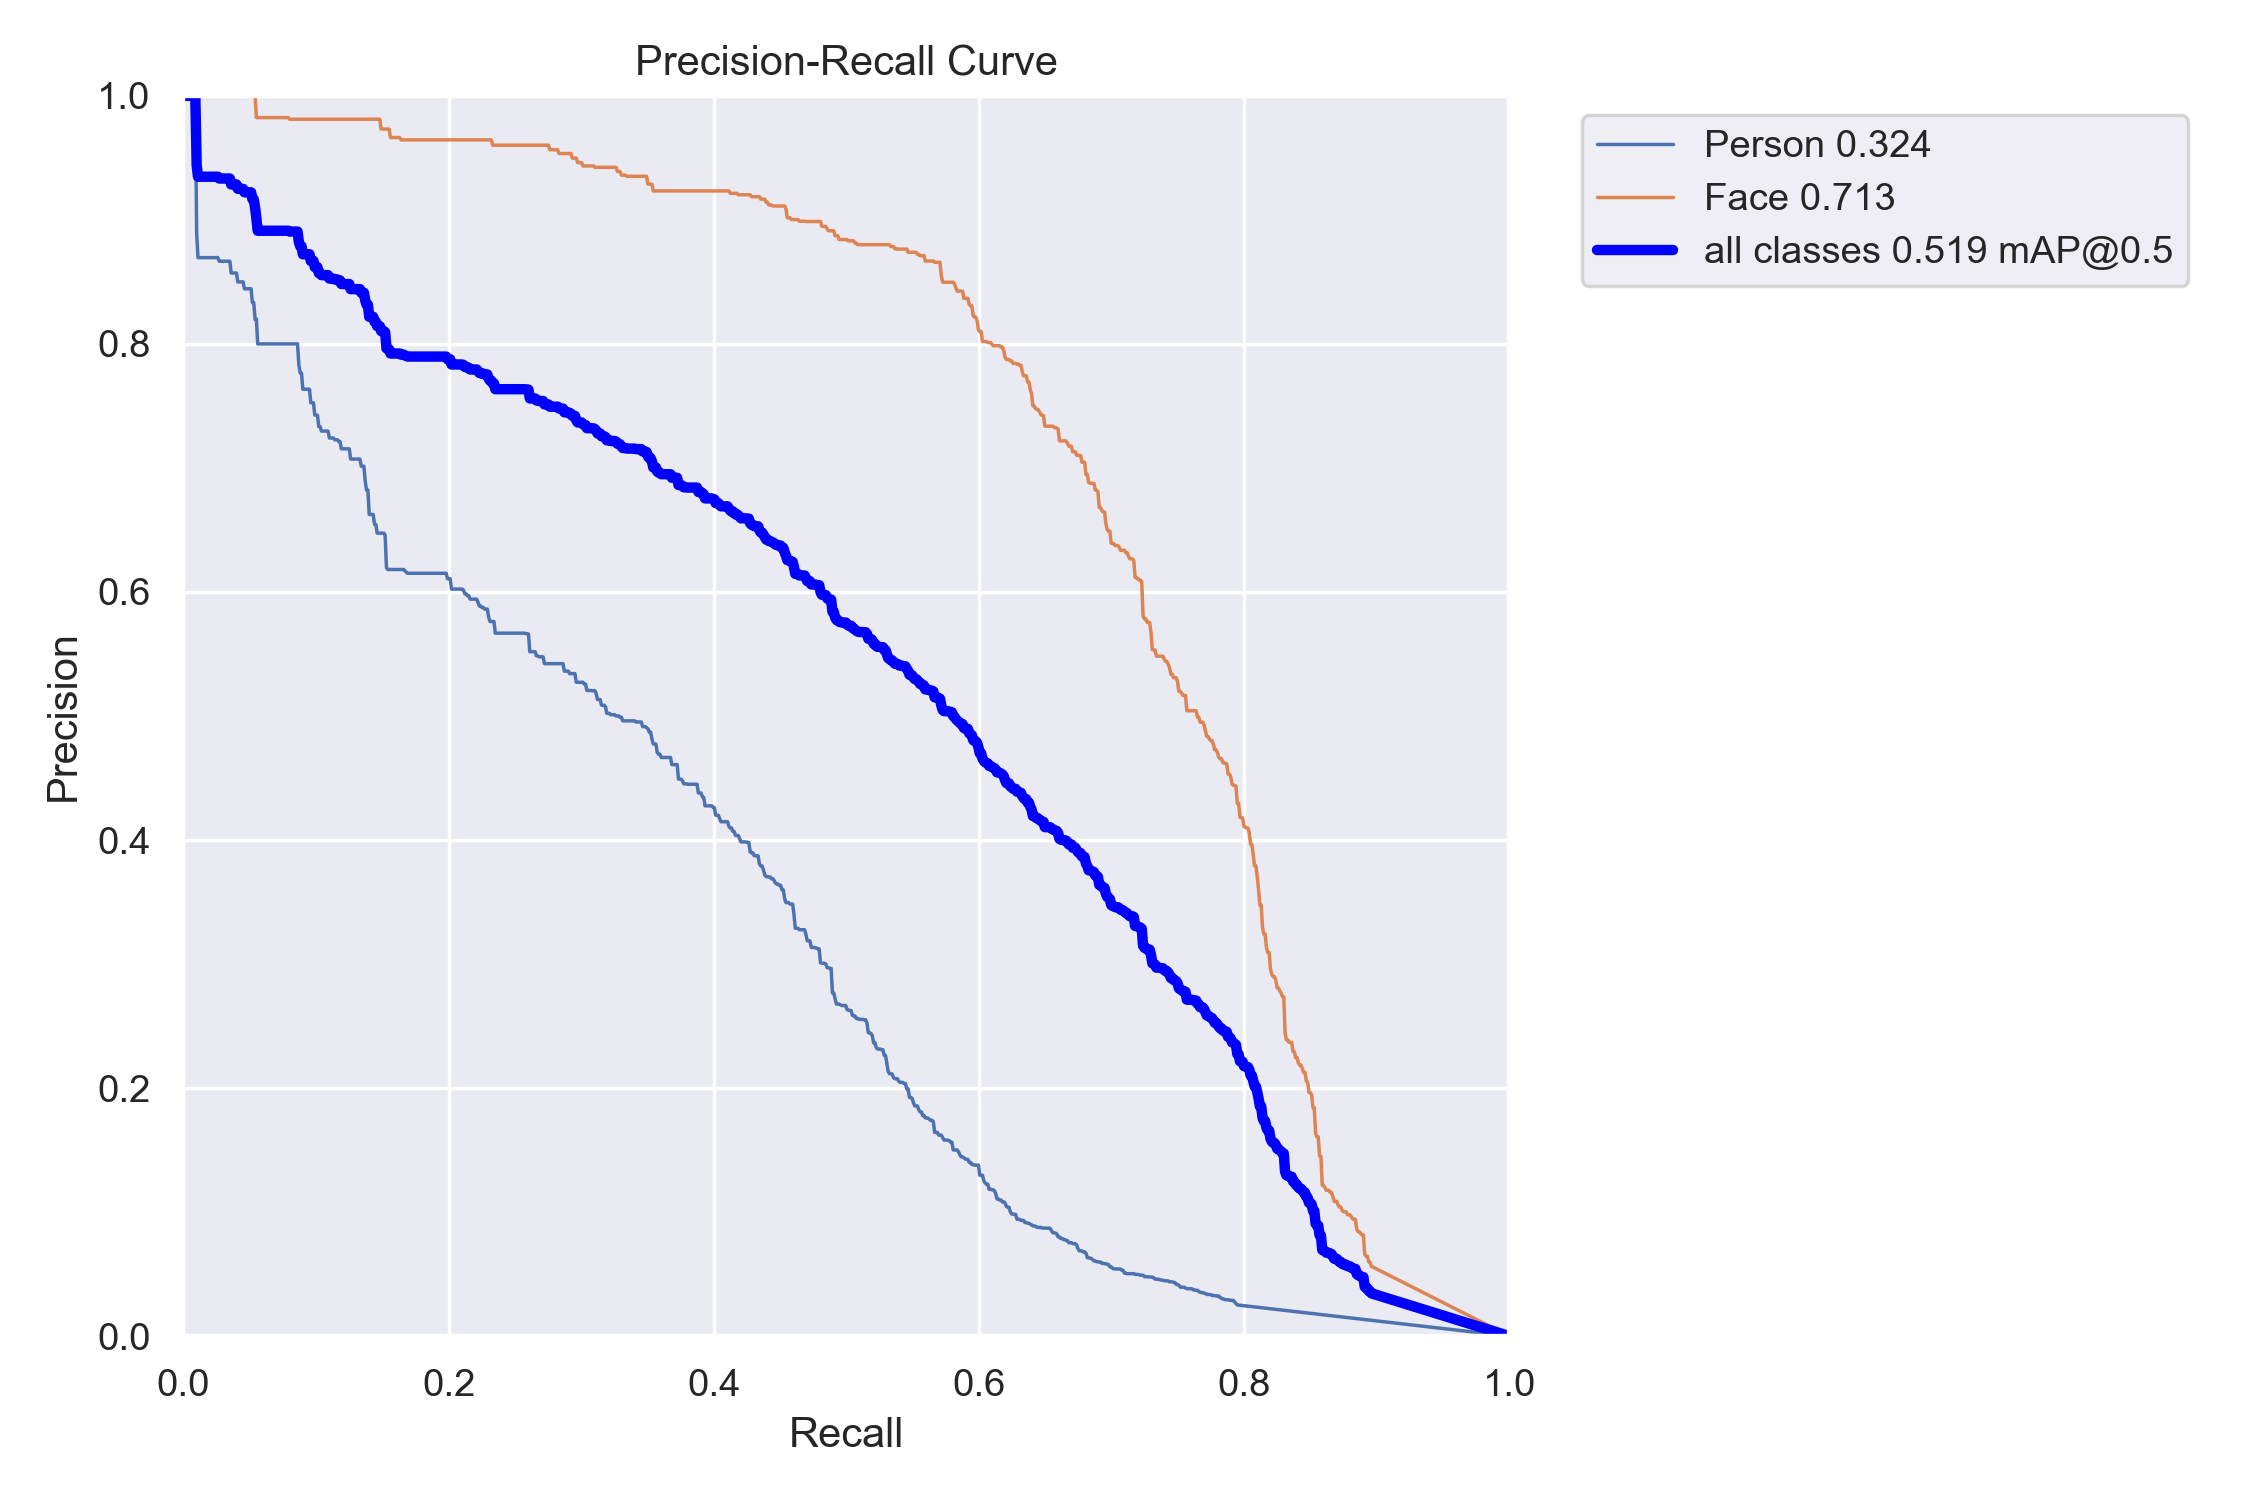 Precision-Recall Curve
Person 0.324
Face 0.713
all classes 0.519 mAP@0.5
Precision
1.0
0.8
0.6
0.4
0.2
0.0
0.0 0.2 0.4 0.6 0.8 1.0
Recall